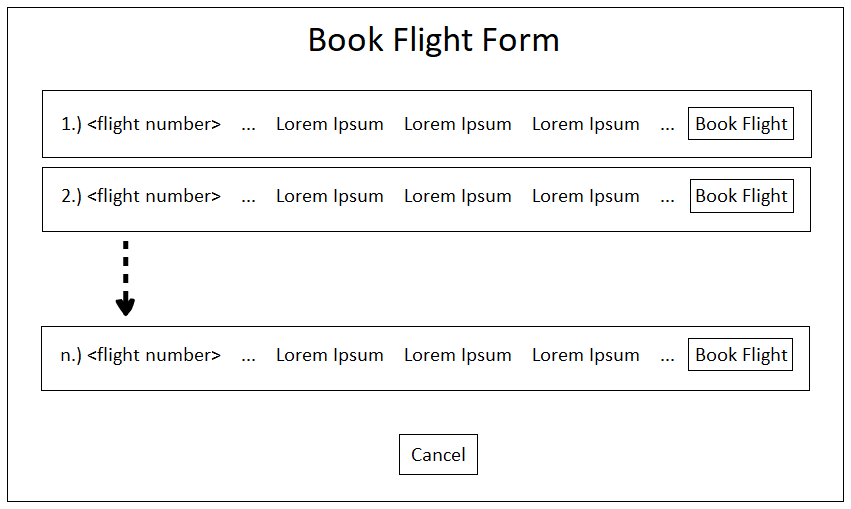 Book Flight Form
1.) <flight number> ... Lorem Ipsum Lorem Ipsum Lorem Ipsum ... Book Flight
2.) <flight number> ... Lorem Ipsum Lorem Ipsum Lorem Ipsum ... Book Flight
n.) <flight number> ... Lorem Ipsum Lorem Ipsum Lorem Ipsum ... Book Flight
Cancel